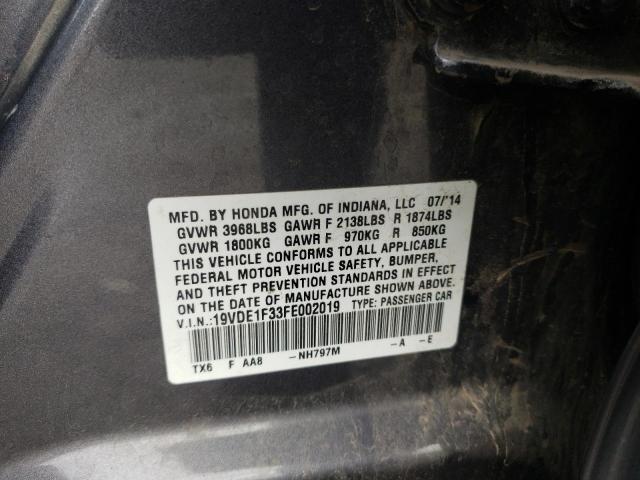 MFD. BY HONDA MFG. OF INDIANA, LLC 07/'14
GVWR 3968LBS GAWR F 2138LBS R 1874LBS
GVWR 1800KG GAWR F 970KG R 850KG
THIS VEHICLE CONFORMS TO ALL APPLICABLE
FEDERAL MOTOR VEHICLE SAFETY, BUMPER,
AND THEFT PREVENTION STANDARDS IN EFFECT
ON THE DATE OF MANUFACTURE SHOWN ABOVE.
V.I.N.:19VDE1F33FE002019 TYPE: PASSENGER CAR
TX6 F AA8 -NH797M -A -E